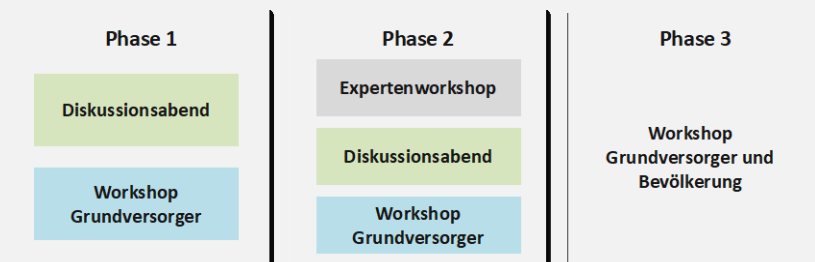 Phase 1
Diskussionsabend
Workshop
Grundversorger
Phase 2
Expertenworkshop
Diskussionsabend
Workshop
Grundversorger
Phase 3
Workshop
Grundversorger und
Bevölkerung